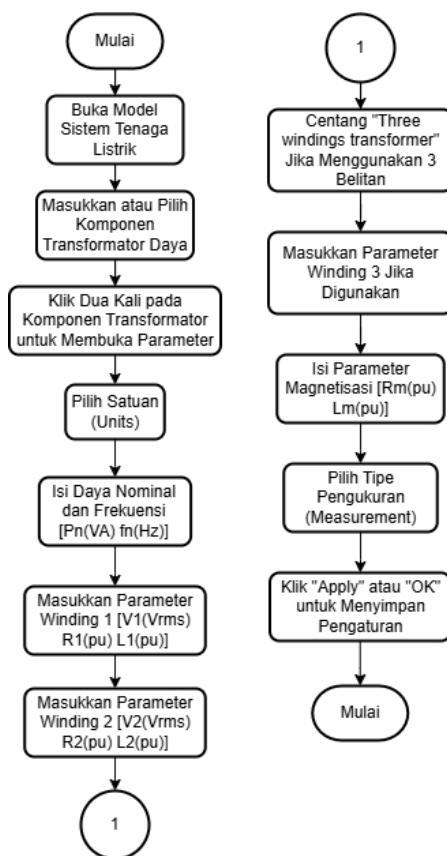 Mulai
Buka Model
Sistem Tenaga
Listrik
Masukkan atau Pilih
Komponen
Transformator Daya
Klik Dua Kali pada
Komponen Transformator
untuk Membuka Parameter
Pilih Satuan
(Units)
Isi Daya Nominal
dan Frekuensi
[Pn(VA) fn(Hz)]
Masukkan Parameter
Winding 1 [V1(Vrms)
R1(pu) L1(pu)]
Masukkan Parameter
Winding 2 [V2(Vrms)
R2(pu) L2(pu)]
1
1
Centang "Three
windings transformer"
Jika Menggunakan 3
Belitan
Masukkan Parameter
Winding 3 Jika
Digunakan
Isi Parameter
Magnetisasi [Rm(pu)
Lm(pu)]
Pilih Tipe
Pengukuran
(Measurement)
Klik "Apply" atau "OK"
untuk Menyimpan
Pengaturan
Mulai